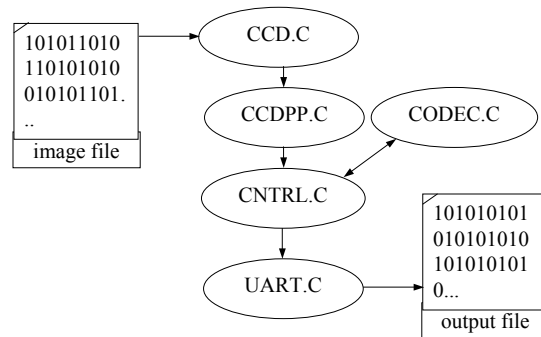 101011010
110101010
010101101.
..
image file
CCD.C
CCDPP.C
CODEC.C
CNTRL.C
UART.C
101010101
010101010
101010101
0...
output file